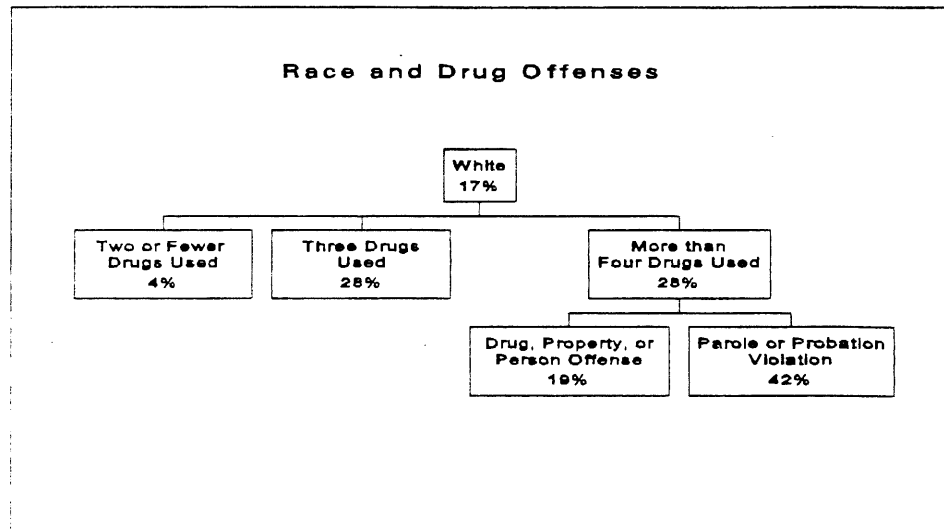 Race and Drug Offenses
White
17%
Two or Fewer
Drugs Used
4%
Three Drugs
Used
28%
More than
Four Drugs Used
28%
Drug, Property, or
Person Offense
19%
Parole or Probation
Violation
42%